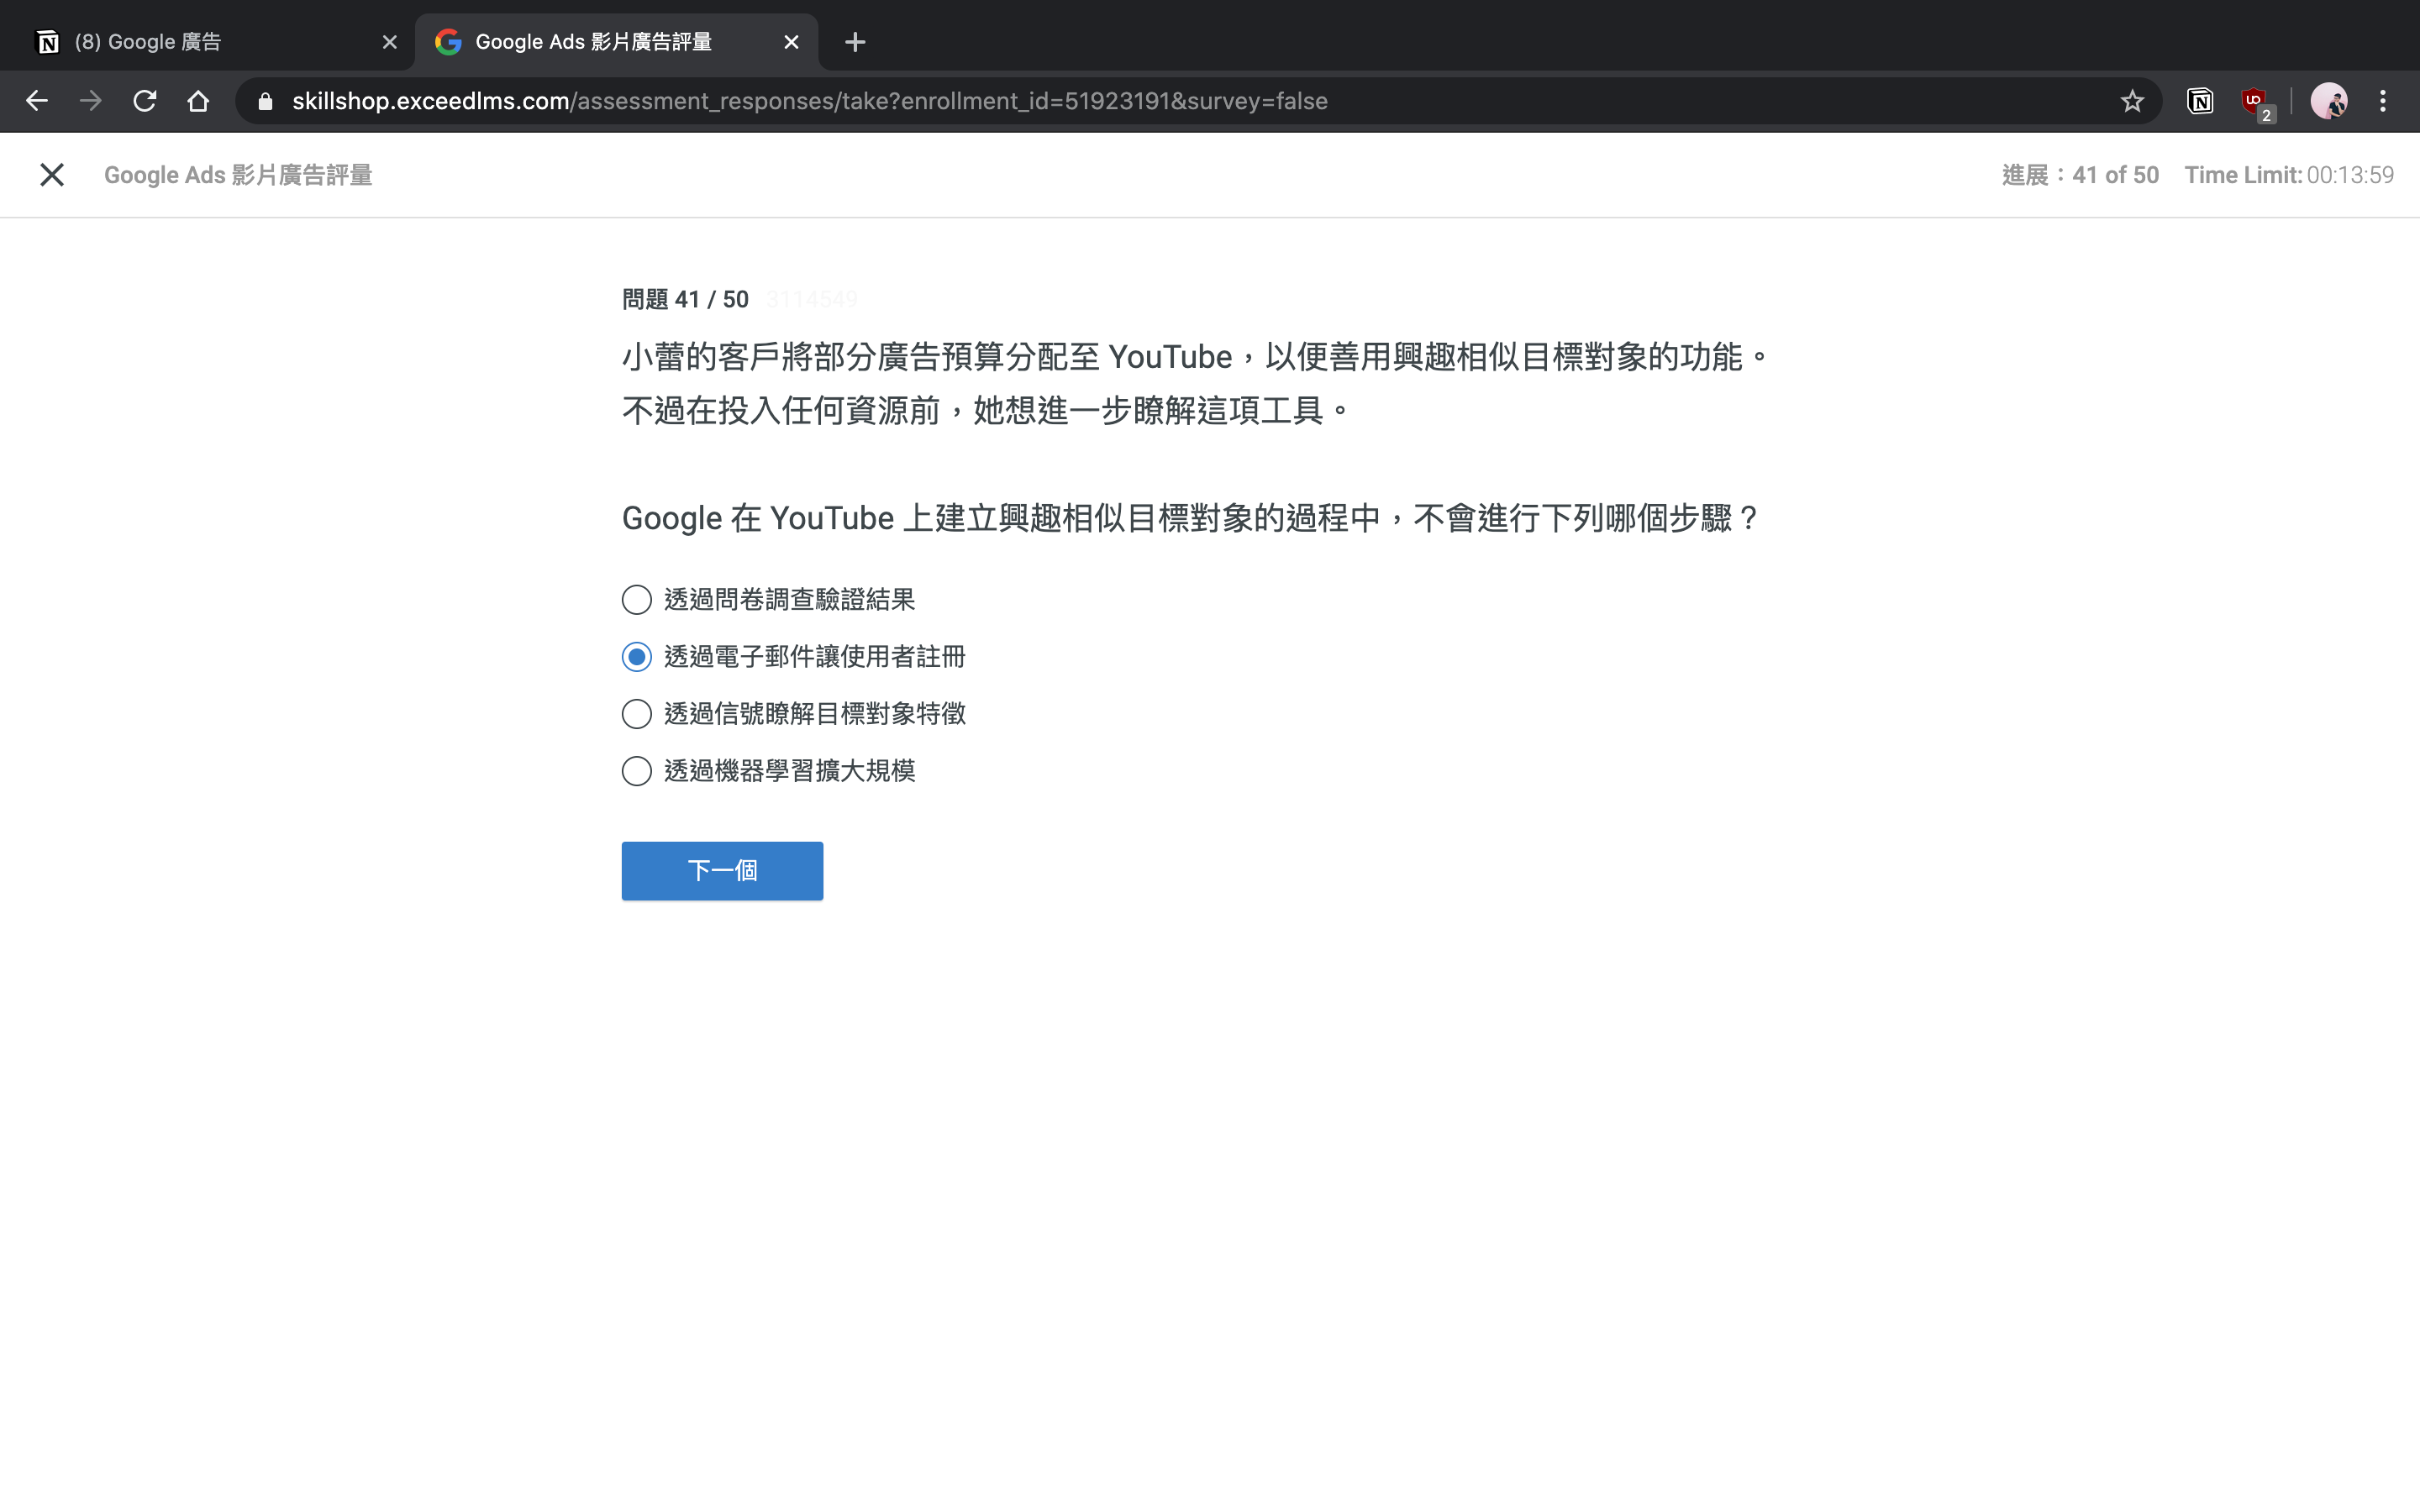 (8) Google 廣告
Google Ads 影片廣告評量
skillshop.exceedlms.com/assessment_responses/take?enrollment_id=51923191&survey=false
2
Google Ads 影片廣告評量
進展：41 of 50 Time Limit: 00:13:59
問題 41 / 50 3114549
小蕾的客戶將部分廣告預算分配至 YouTube，以便善用興趣相似目標對象的功能。
不過在投入任何資源前，她想進一步瞭解這項工具。
Google 在 YouTube 上建立興趣相似目標對象的過程中，不會進行下列哪個步驟？
透過問卷調查驗證結果
透過電子郵件讓使用者註冊
透過信號瞭解目標對象特徵
透過機器學習擴大規模
下一個